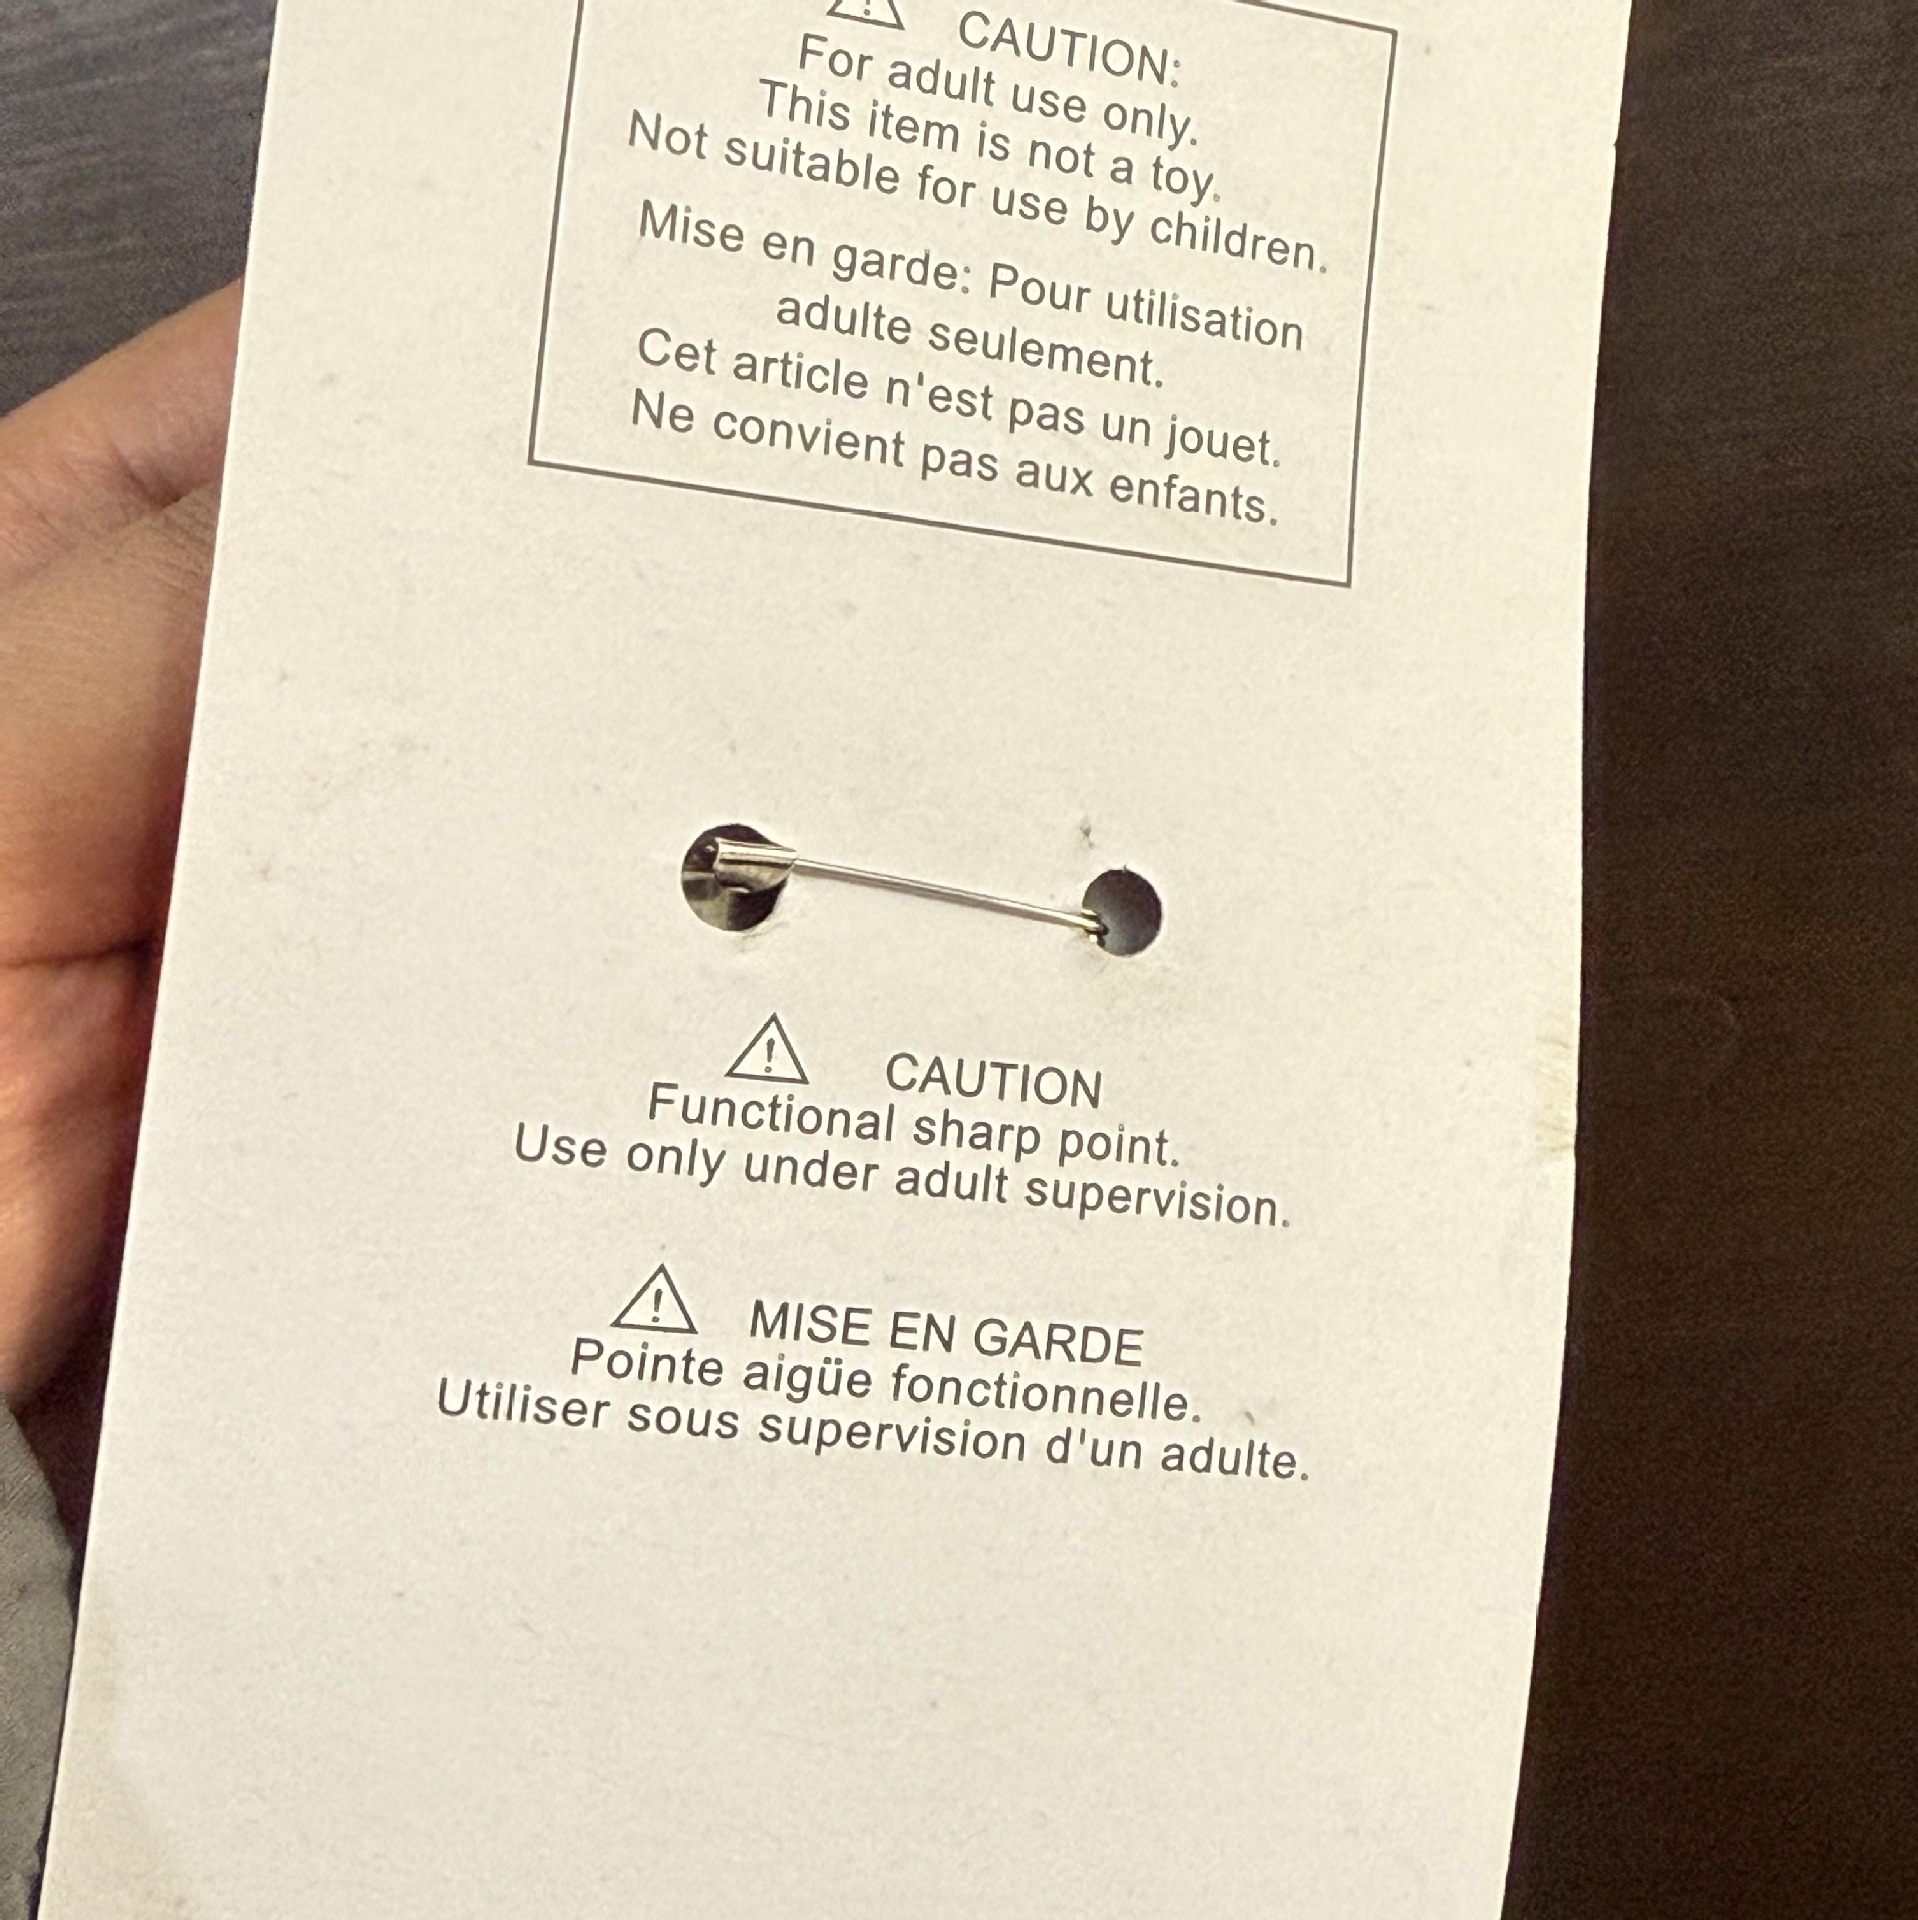 CAUTION:
For adult use only.
This item is not a toy.
Not suitable for use by children.
Mise en garde: Pour utilisation
adulte seulement.
Cet article n'est pas un jouet.
Ne convient pas aux enfants.
CAUTION
Functional sharp point.
Use only under adult supervision.
MISE EN GARDE
Pointe aigüe fonctionnelle.
Utiliser sous supervision d'un adulte.